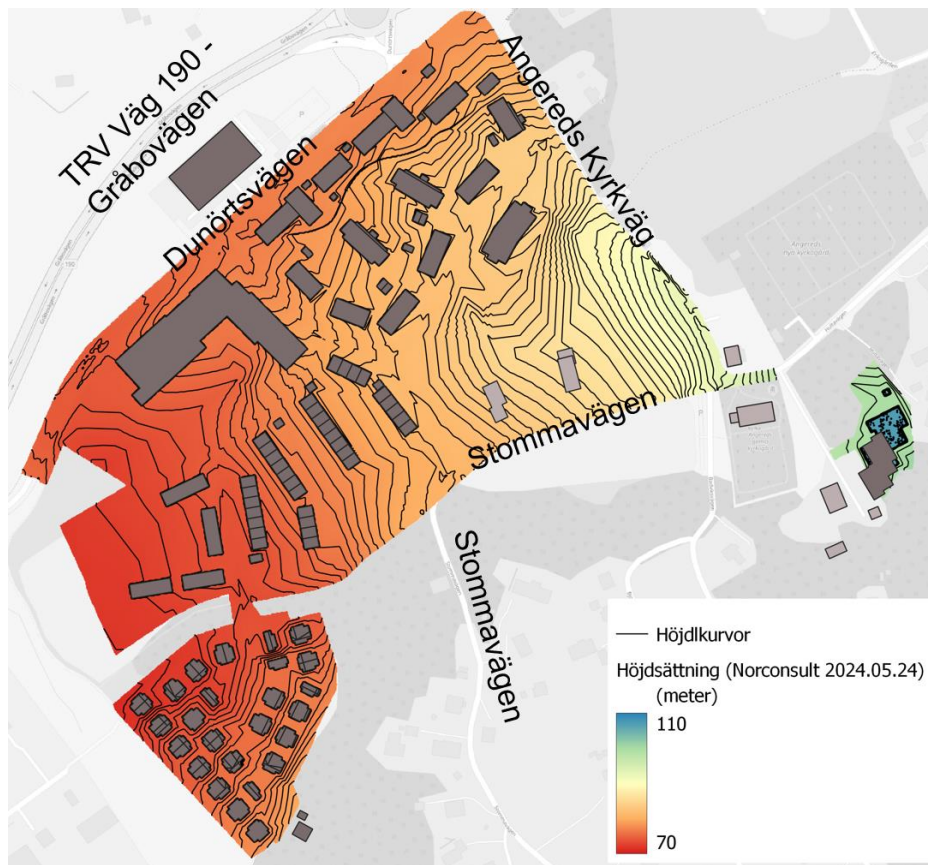 TRV Väg 190 -
Gråbovägen
Dunörtsvägen
Angereds Kyrkväg
Stommavägen
Stommavägen
Höjdlkurvor
Höjdsättning (Norconsult 2024.05.24)
(meter)
110
70